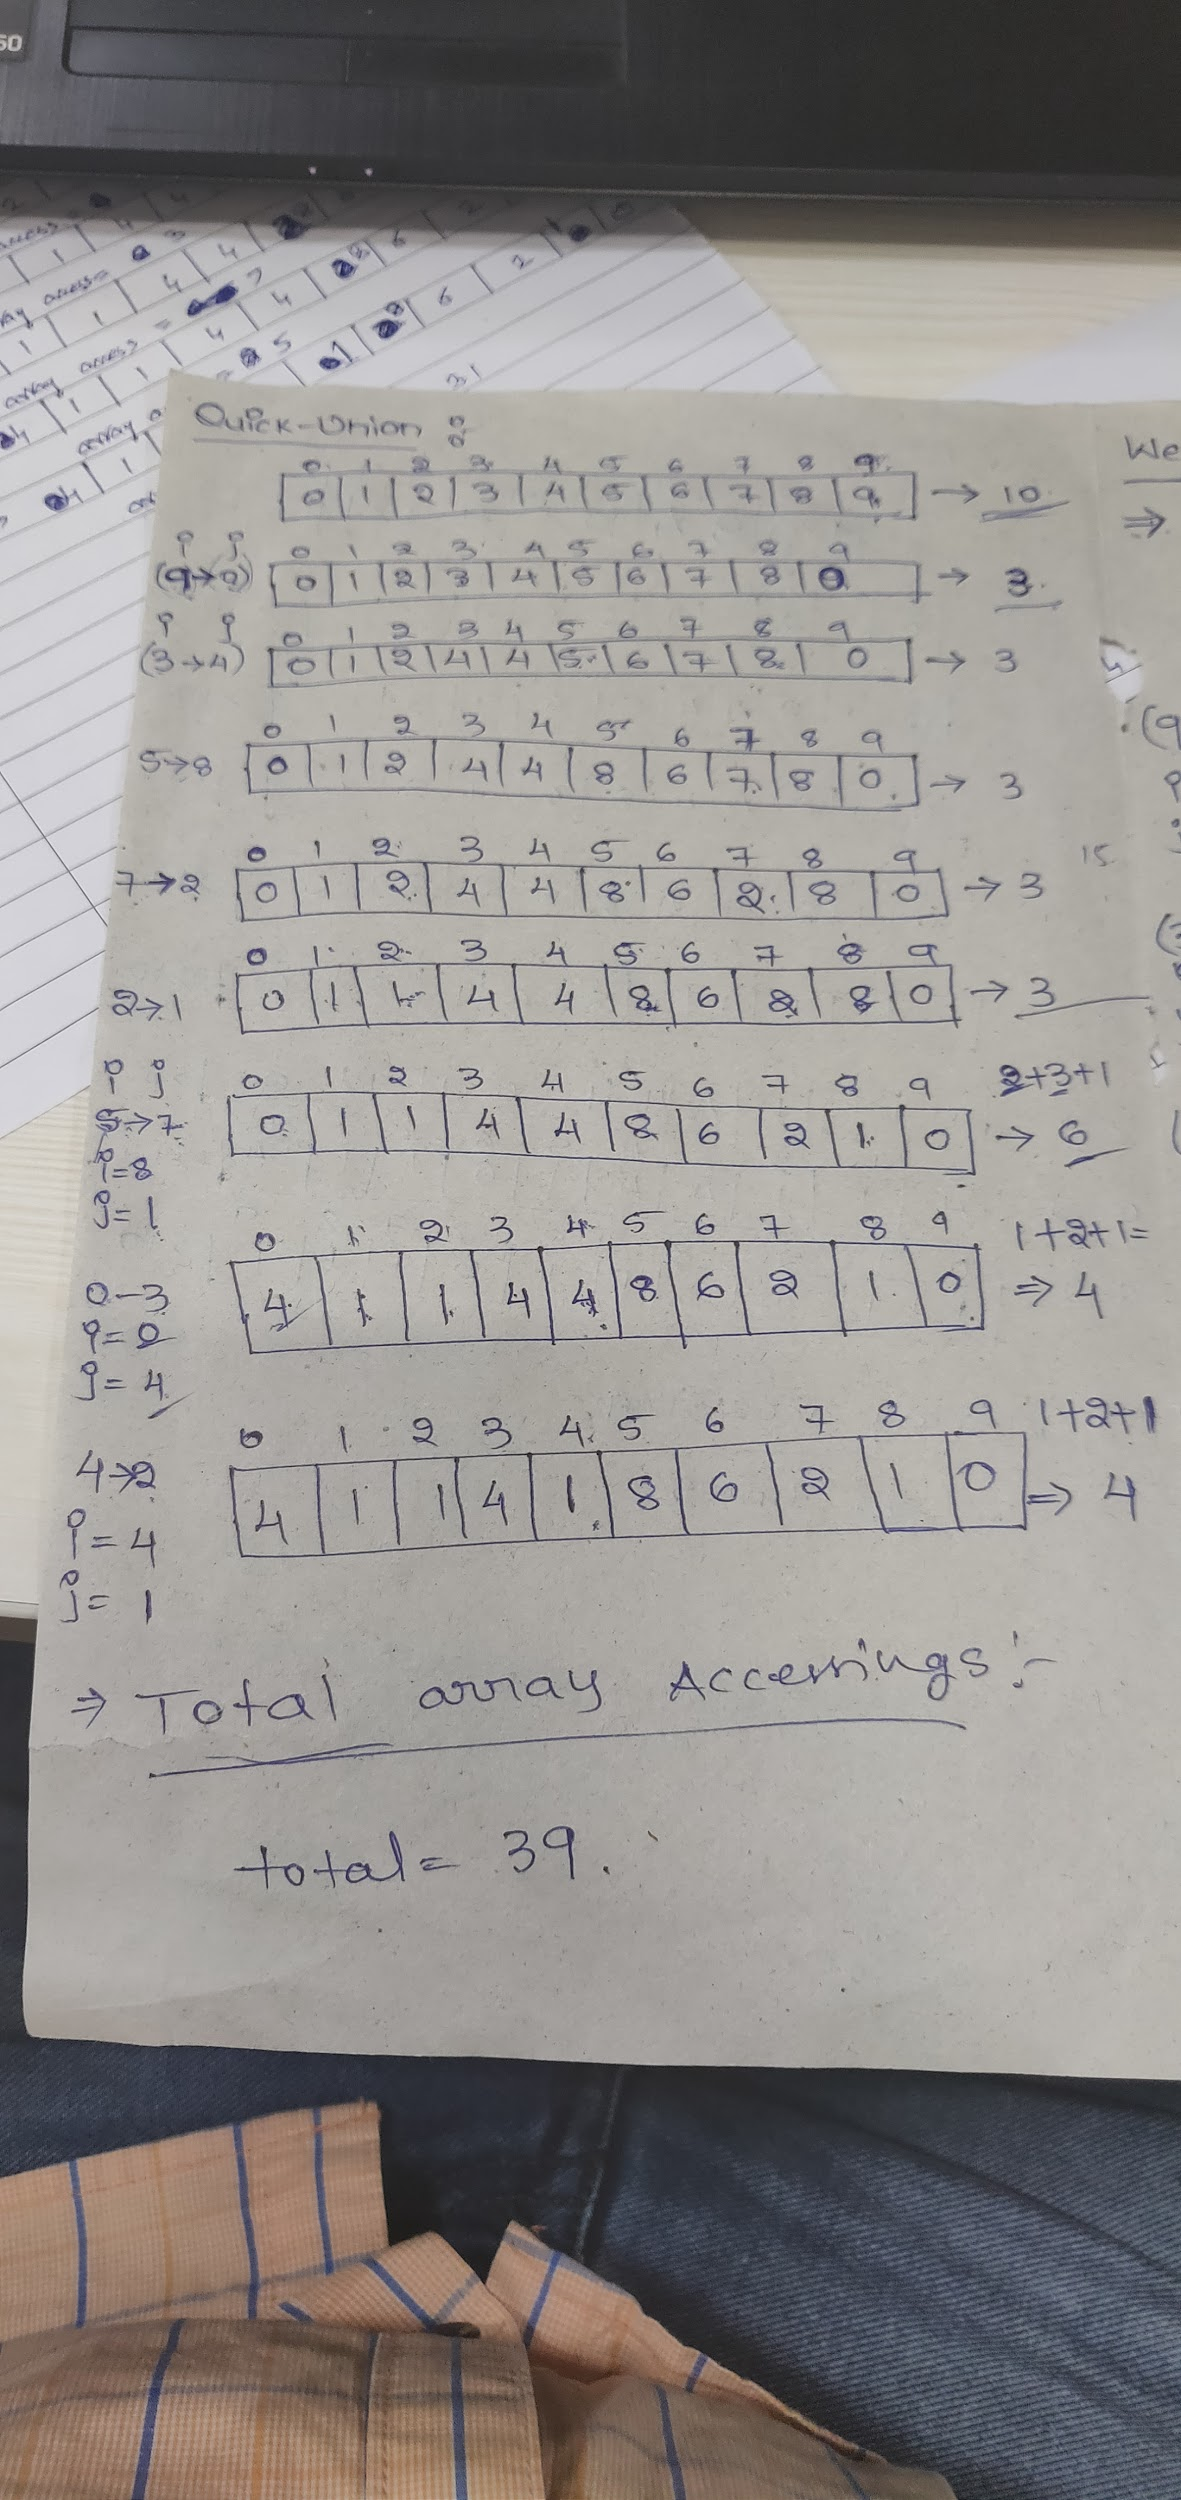 50
Quick-Union :
0 1 2 3 4 5 6 7 8 9
0 1 2 3 4 5 6 7 8 9 → 10
i j
0 1 2 3 4 5 6 7 8 9
(9→0) 0 1 2 3 4 5 6 7 8 0 → 3
i j
0 1 2 3 4 5 6 7 8 9
(3→4) 0 1 2 4 4 5 6 7 8 0 → 3
0 1 2 3 4 5 6 7 8 9
5→8 0 1 2 4 4 8 6 7 8 0 → 3
0 1 2 3 4 5 6 7 8 9
7→2 0 1 2 4 4 8 6 2 8 0 → 3
15
0 1 2 3 4 5 6 7 8 9
2→1 0 1 1 4 4 8 6 2 8 0 → 3
i j
0 1 2 3 4 5 6 7 8 9 2+3+1
5→7 0 1 1 4 4 8 6 2 1 0 → 6
i=8
j=1
0 1 2 3 4 5 6 7 8 9 1+2+1=
0-3 4 1 1 4 4 8 6 2 1 0 ⇒ 4
i=0
j=4
0 1 2 3 4 5 6 7 8 9 1+2+1
4→2 4 1 1 4 1 8 6 2 1 0 ⇒ 4
i=4
j=1
⇒ Total array Accessings:-
total= 39.
We
⇒
31